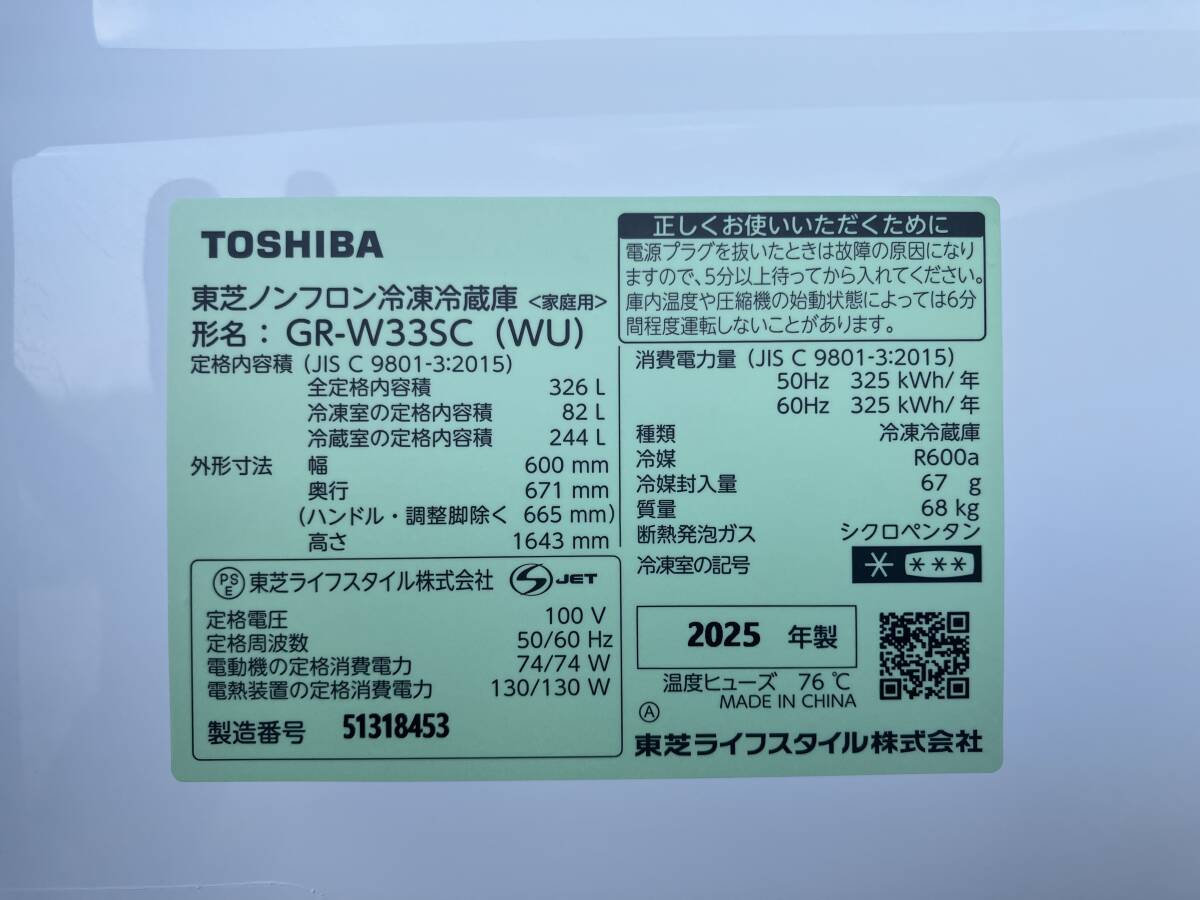 TOSHIBA
東芝ノンフロン冷凍冷蔵庫 <家庭用>
形名： GR-W33SC (WU)
定格内容積 (JIS C 9801-3:2015)
全定格内容積 326 L
冷凍室の定格内容積 82 L
冷蔵室の定格内容積 244 L
外形寸法 幅 600 mm
奥行 671 mm
(ハンドル・調整脚除く 665 mm)
高さ 1643 mm
PSE 東芝ライフスタイル株式会社 S JET
定格電圧 100 V
定格周波数 50/60 Hz
電動機の定格消費電力 74/74 W
電熱装置の定格消費電力 130/130 W
製造番号 51318453
正しくお使いいただくために
電源プラグを抜いたときは故障の原因になり
ますので、5分以上待ってから入れてください。
庫内温度や圧縮機の始動状態によっては6分
間程度運転しないことがあります。
消費電力量 (JIS C 9801-3:2015)
50Hz 325 kWh/年
60Hz 325 kWh/年
種類 冷凍冷蔵庫
冷媒 R600a
冷媒封入量 67 g
質量 68 kg
断熱発泡ガス シクロペンタン
冷凍室の記号 * ***
2025 年製
温度ヒューズ 76 ℃
MADE IN CHINA
Ⓐ
東芝ライフスタイル株式会社